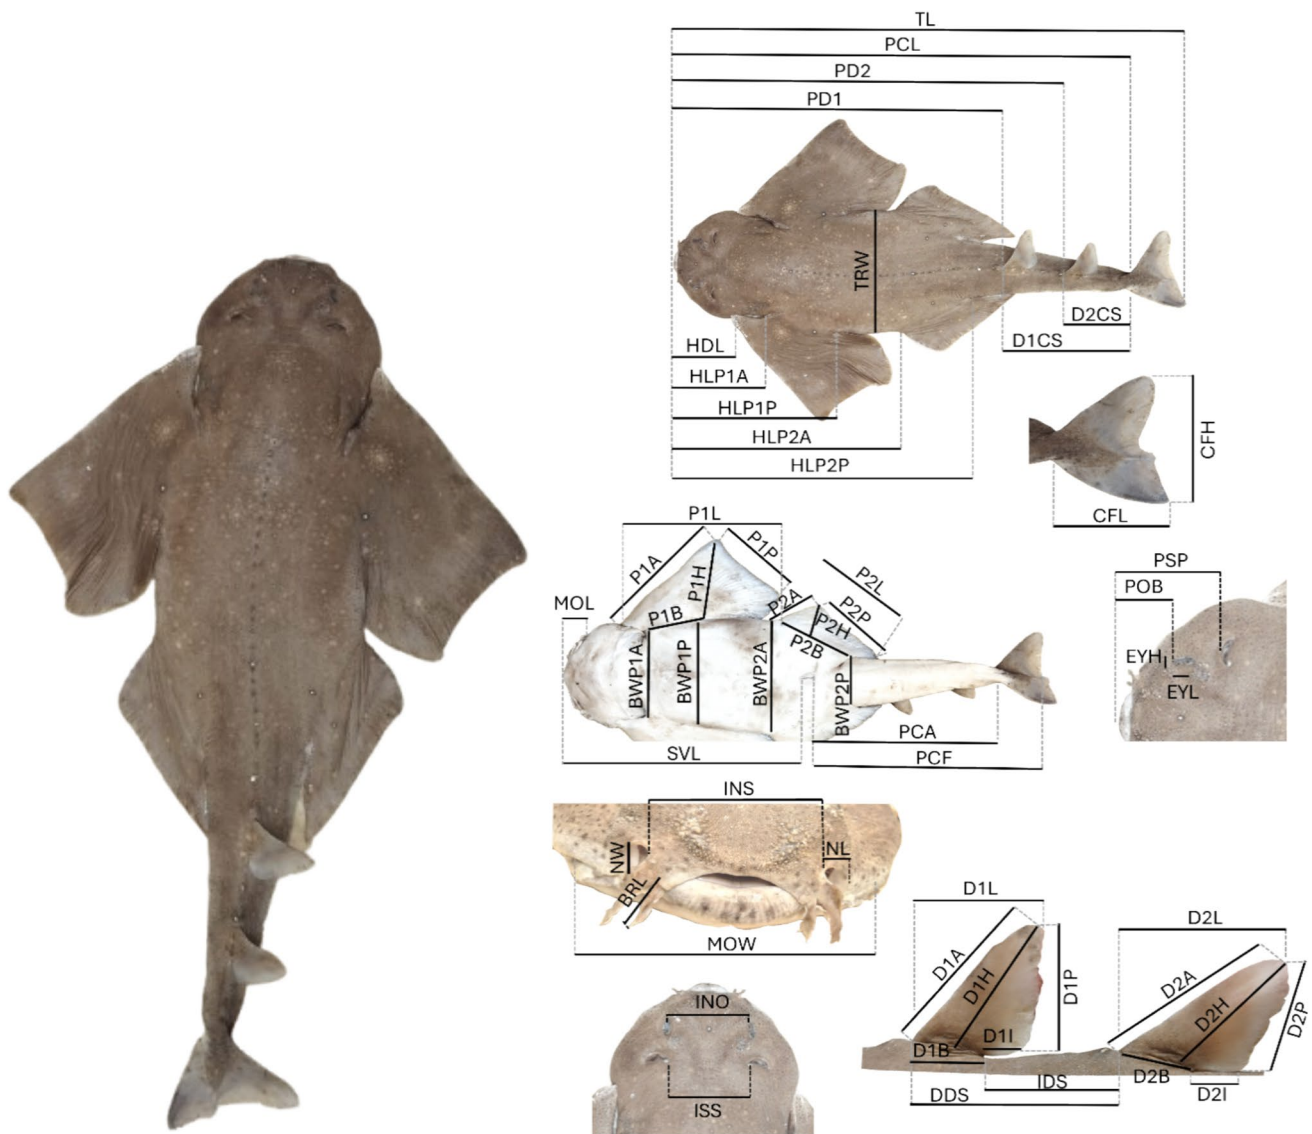 TL
PCL
PD2
PD1
TRW
D2CS
D1CS
HDL
HLP1A
HLP1P
HLP2A
HLP2P
CFH
CFL
P1L
P1A
P1P
P1H
P1B
P2A
P2L
P2P
P2H
P2B
MOL
BWP1A
BWP1P
BWP2A
BWP2P
PCA
SVL
PCF
PSP
POB
EYH
EYL
INS
NW
NL
BRL
MOW
INO
ISS
D1L
D1A
D1H
D1P
D1I
D1B
IDS
DDS
D2L
D2A
D2H
D2P
D2B
D2I